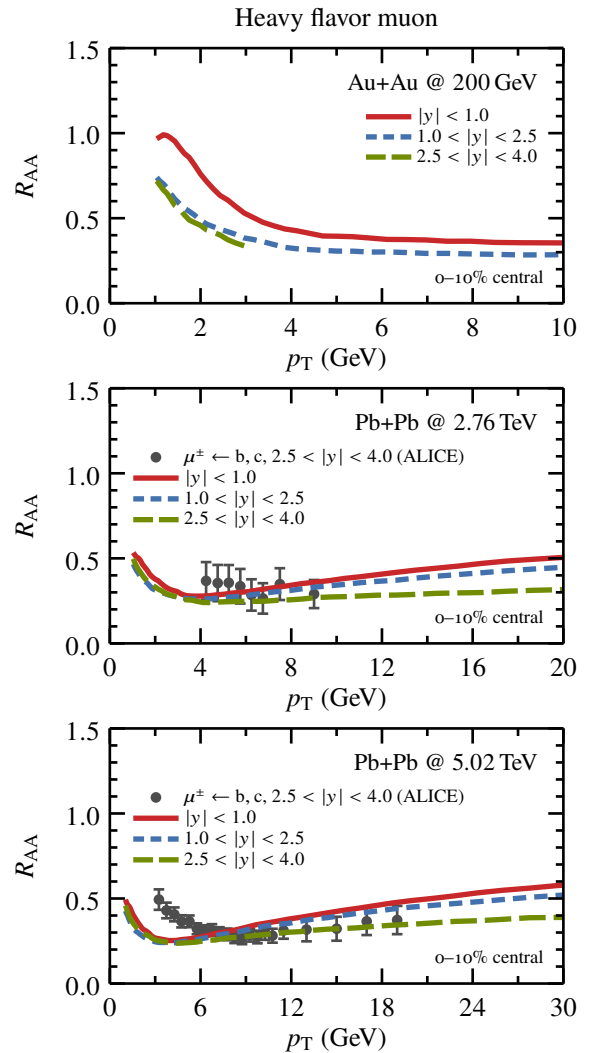 Heavy flavor muon
Au+Au @ 200 GeV
|y| < 1.0
1.0 < |y| < 2.5
2.5 < |y| < 4.0
0–10% central
1.5
1.0
0.5
0.0
R_AA
0 2 4 6 8 10
p_T (GeV)
Pb+Pb @ 2.76 TeV
μ± ← b, c, 2.5 < |y| < 4.0 (ALICE)
|y| < 1.0
1.0 < |y| < 2.5
2.5 < |y| < 4.0
0–10% central
1.5
1.0
0.5
0.0
R_AA
0 4 8 12 16 20
p_T (GeV)
Pb+Pb @ 5.02 TeV
μ± ← b, c, 2.5 < |y| < 4.0 (ALICE)
|y| < 1.0
1.0 < |y| < 2.5
2.5 < |y| < 4.0
0–10% central
1.5
1.0
0.5
0.0
R_AA
0 6 12 18 24 30
p_T (GeV)